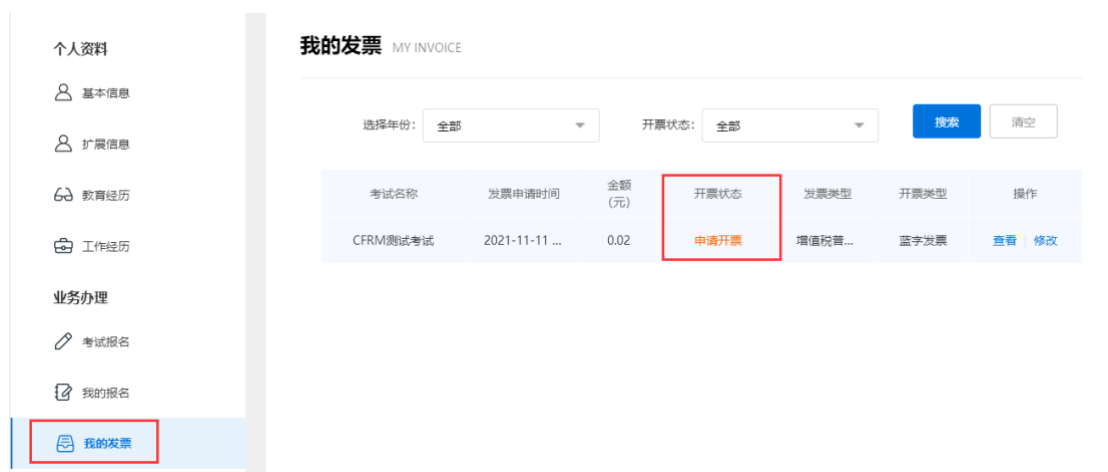 个人资料
基本信息
扩展信息
教育经历
工作经历
业务办理
考试报名
我的报名
我的发票
我的发票 MY INVOICE
选择年份: 全部 开票状态: 全部 搜索 清空
考试名称 发票申请时间 金额(元) 开票状态 发票类型 开票类型 操作
CFRM测试考试 2021-11-11 ... 0.02 申请开票 增值税普... 蓝字发票 查看 修改